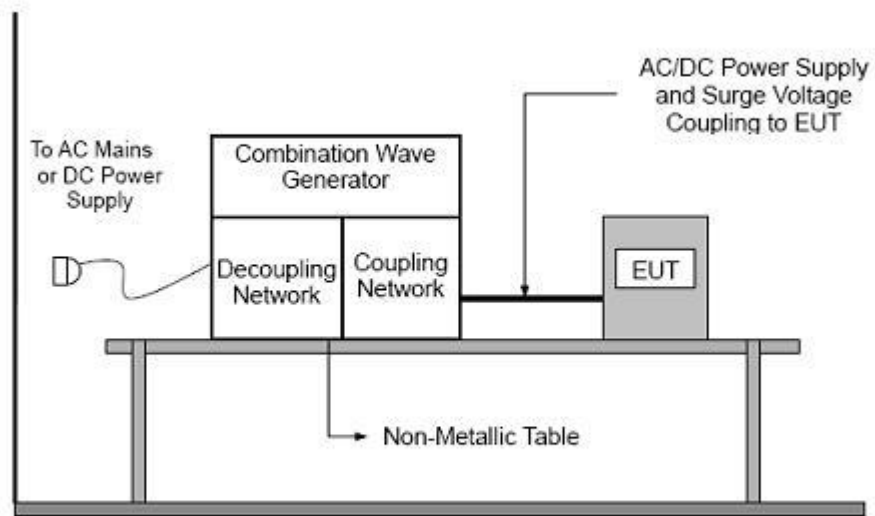 AC/DC Power Supply
and Surge Voltage
Coupling to EUT
To AC Mains
or DC Power
Supply
Combination Wave
Generator
Decoupling
Network
Coupling
Network
EUT
Non-Metallic Table